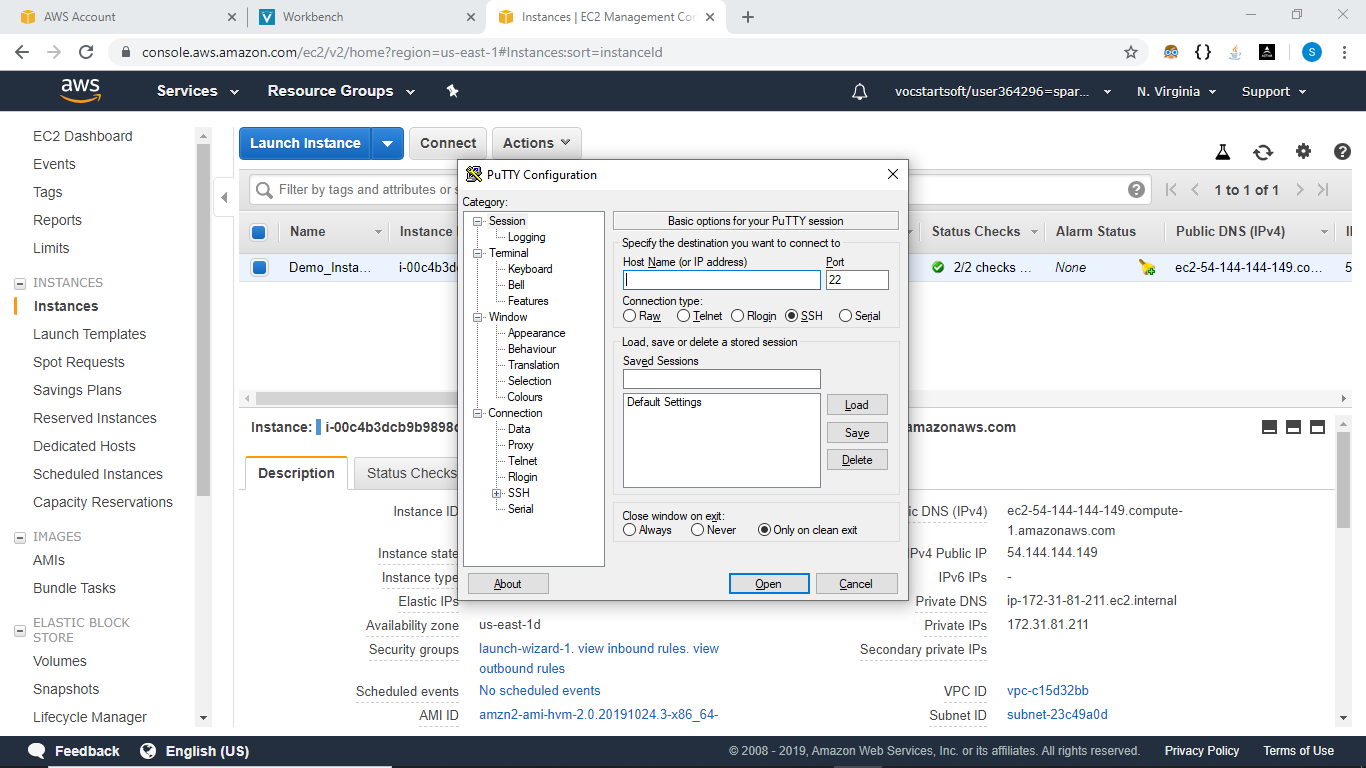 AWS Account
Workbench
Instances | EC2 Management Con
console.aws.amazon.com/ec2/v2/home?region=us-east-1#Instances:sort=instanceId
S
aws
Services
Resource Groups
vocstartsoft/user364296=spar...
N. Virginia
Support
EC2 Dashboard
Events
Tags
Reports
Limits
INSTANCES
Instances
Launch Templates
Spot Requests
Savings Plans
Reserved Instances
Dedicated Hosts
Scheduled Instances
Capacity Reservations
IMAGES
AMIs
Bundle Tasks
ELASTIC BLOCK
STORE
Volumes
Snapshots
Lifecycle Manager
Launch Instance
Connect
Actions
Filter by tags and attributes or s
1 to 1 of 1
Name
Instance I
Status Checks
Alarm Status
Public DNS (IPv4)
Demo_Insta...
i-00c4b3d
2/2 checks ...
None
ec2-54-144-144-149.co...
5
PuTTY Configuration
Category:
Session
Logging
Terminal
Keyboard
Bell
Features
Window
Appearance
Behaviour
Translation
Selection
Colours
Connection
Data
Proxy
Telnet
Rlogin
SSH
Serial
Basic options for your PuTTY session
Specify the destination you want to connect to
Host Name (or IP address)
Port
22
Connection type:
Raw
Telnet
Rlogin
SSH
Serial
Load, save or delete a stored session
Saved Sessions
Default Settings
Load
Save
Delete
Close window on exit:
Always
Never
Only on clean exit
About
Open
Cancel
Instance:
i-00c4b3dcb9b9898c
amazonaws.com
Description
Status Checks
Instance ID
Instance state
Instance type
Elastic IPs
Availability zone
us-east-1d
Security groups
launch-wizard-1. view inbound rules. view
outbound rules
Scheduled events
No scheduled events
AMI ID
amzn2-ami-hvm-2.0.20191024.3-x86_64-
ic DNS (IPv4)
ec2-54-144-144-149.compute-
1.amazonaws.com
IPv4 Public IP
54.144.144.149
IPv6 IPs
-
Private DNS
ip-172-31-81-211.ec2.internal
Private IPs
172.31.81.211
Secondary private IPs
VPC ID
vpc-c15d32bb
Subnet ID
subnet-23c49a0d
Feedback
English (US)
© 2008 - 2019, Amazon Web Services, Inc. or its affiliates. All rights reserved.
Privacy Policy
Terms of Use